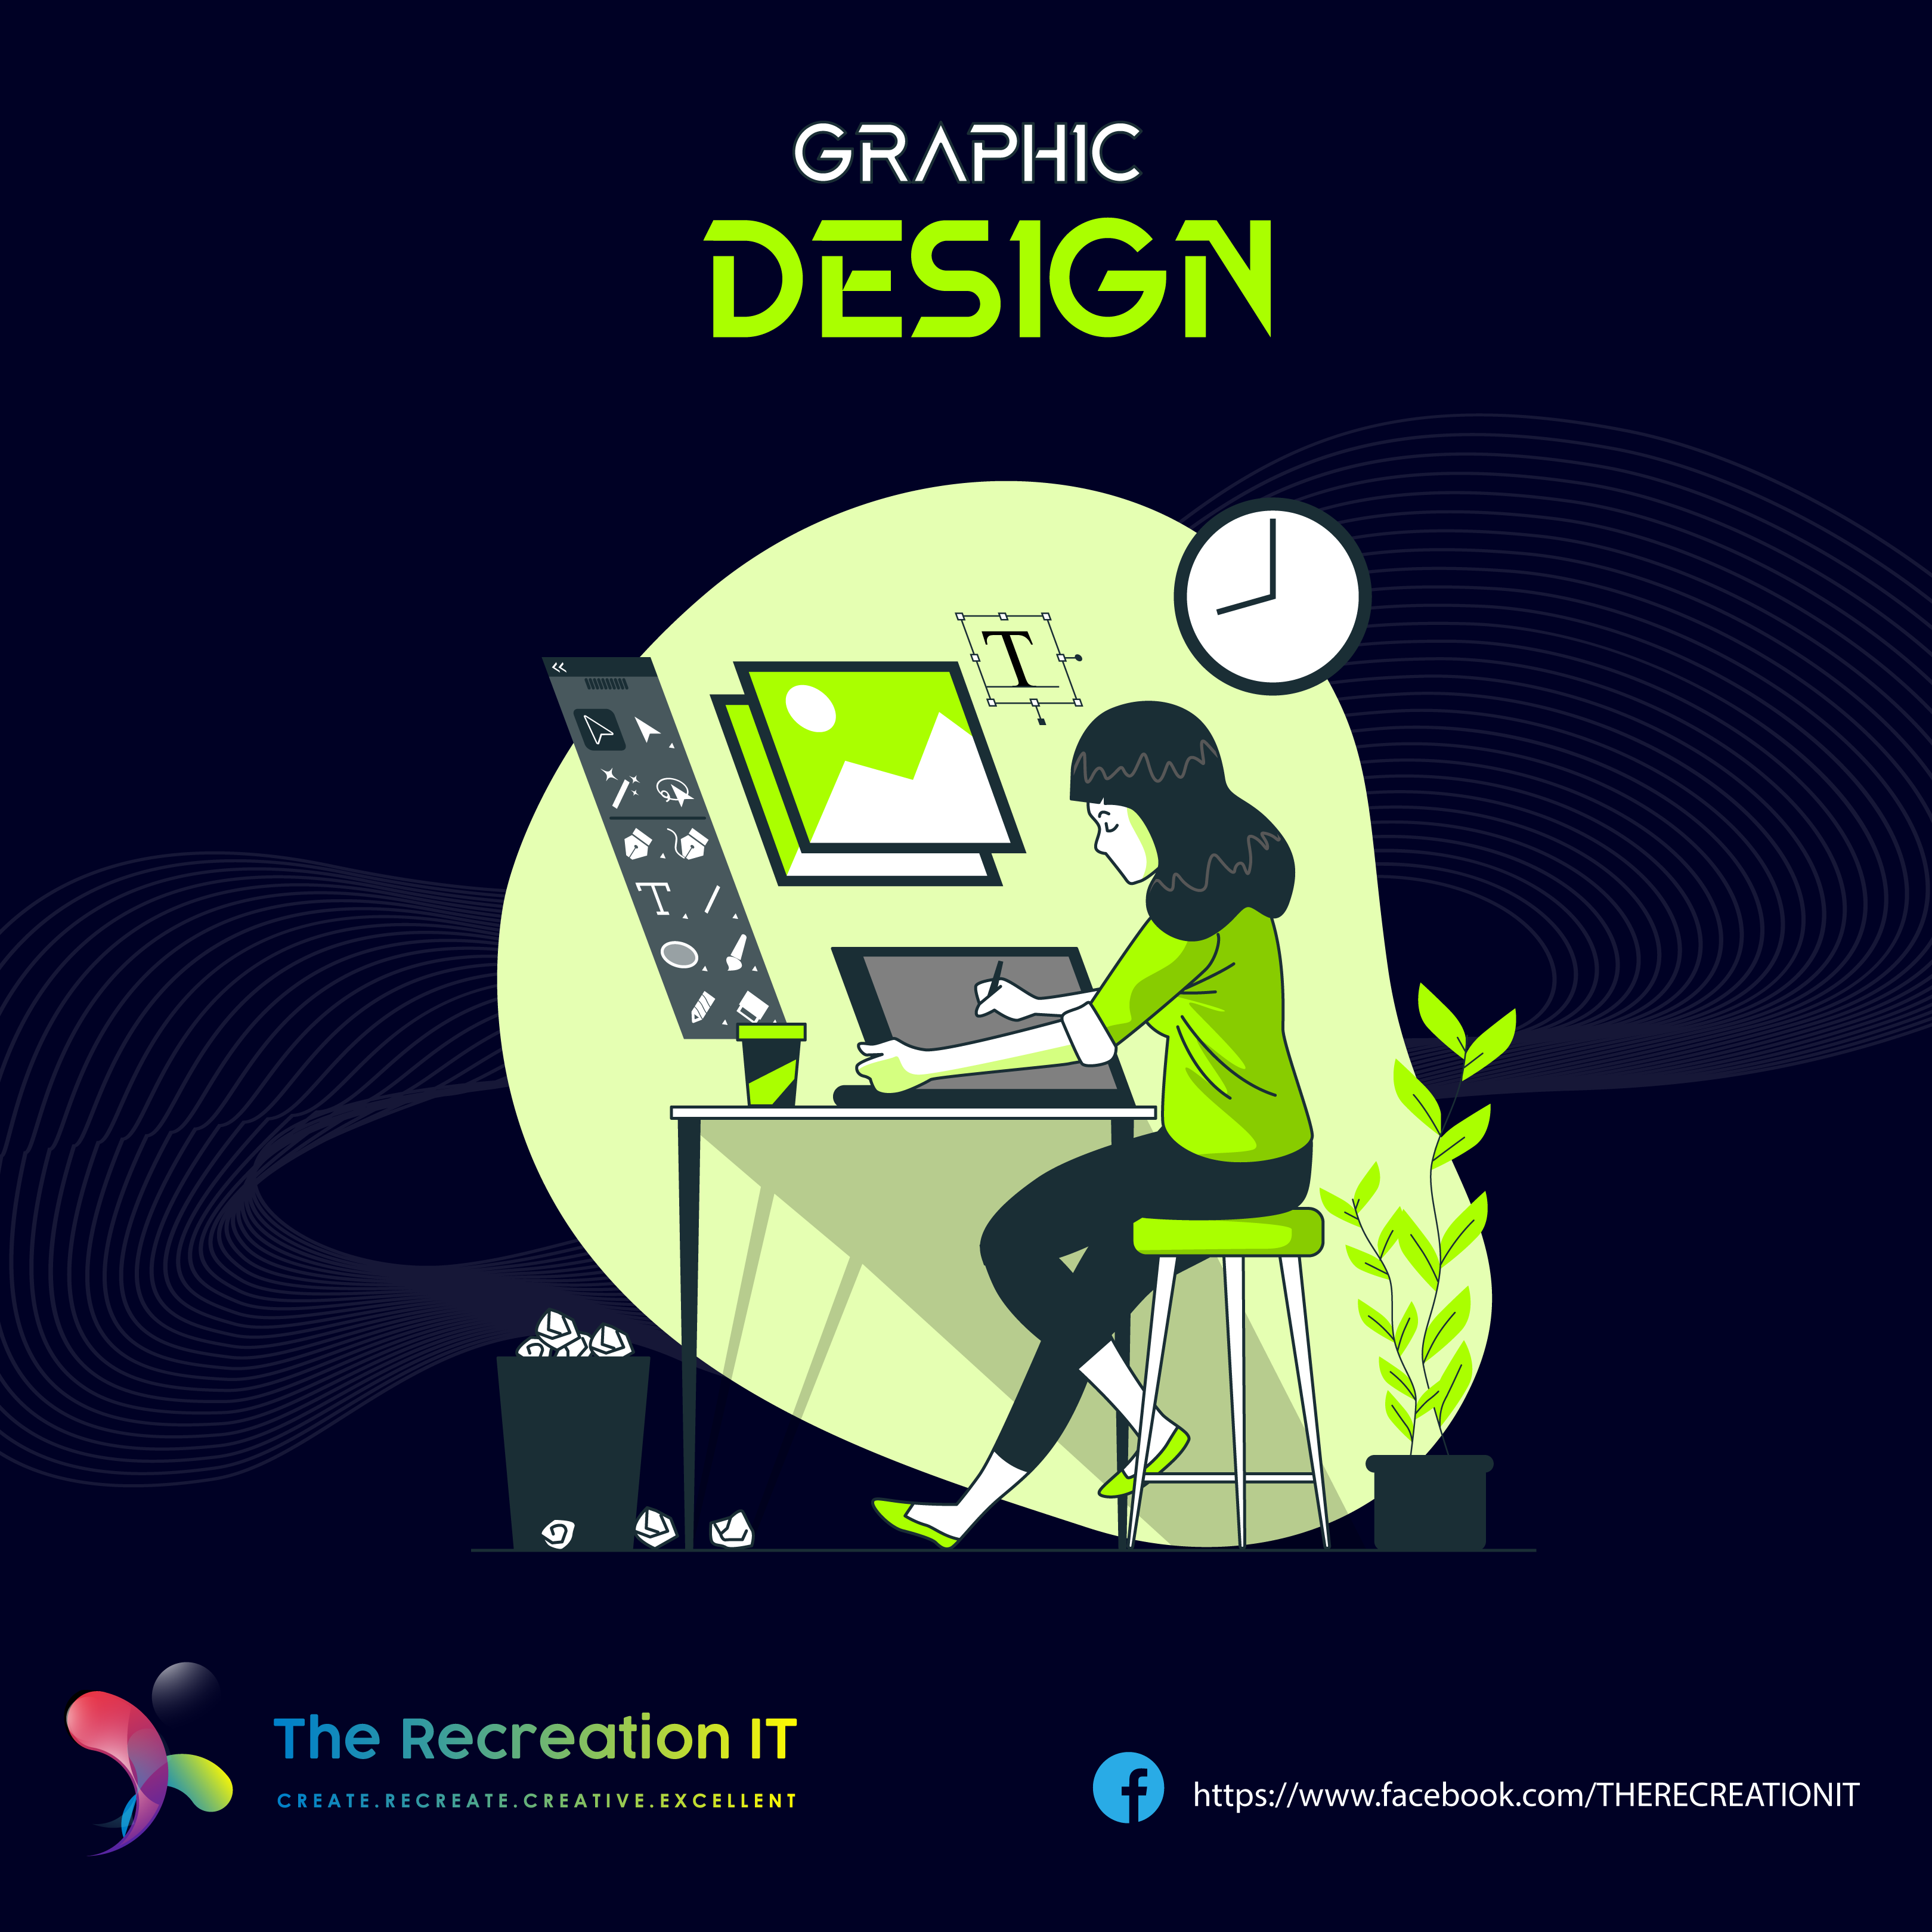 GRAPHIC
DESIGN
T
T
The Recreation IT
CREATE.RECREATE.CREATIVE.EXCELLENT
https://www.facebook.com/THERECREATIONIT